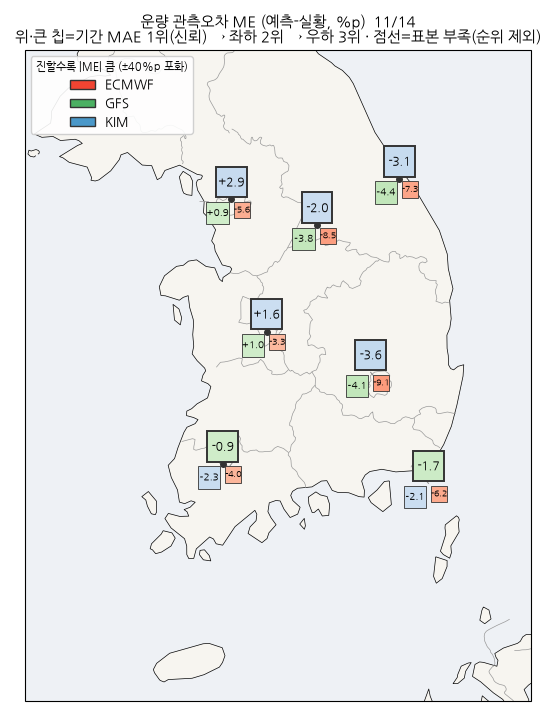 운량 관측오차 ME (예측-실황, %p)  11/14
위·큰 칩=기간 MAE 1위(신뢰) → 좌하 2위 → 우하 3위 · 점선=표본 부족(순위 제외)
진할수록 |ME| 큼 (±40%p 포화)
ECMWF
GFS
KIM
-3.1
-4.4 -7.3
+2.9
+0.9 -5.6
-2.0
-3.8 -8.5
+1.6
+1.0 -3.3
-3.6
-4.1 -9.1
-0.9
-2.3 -4.0
-1.7
-2.1 -6.2